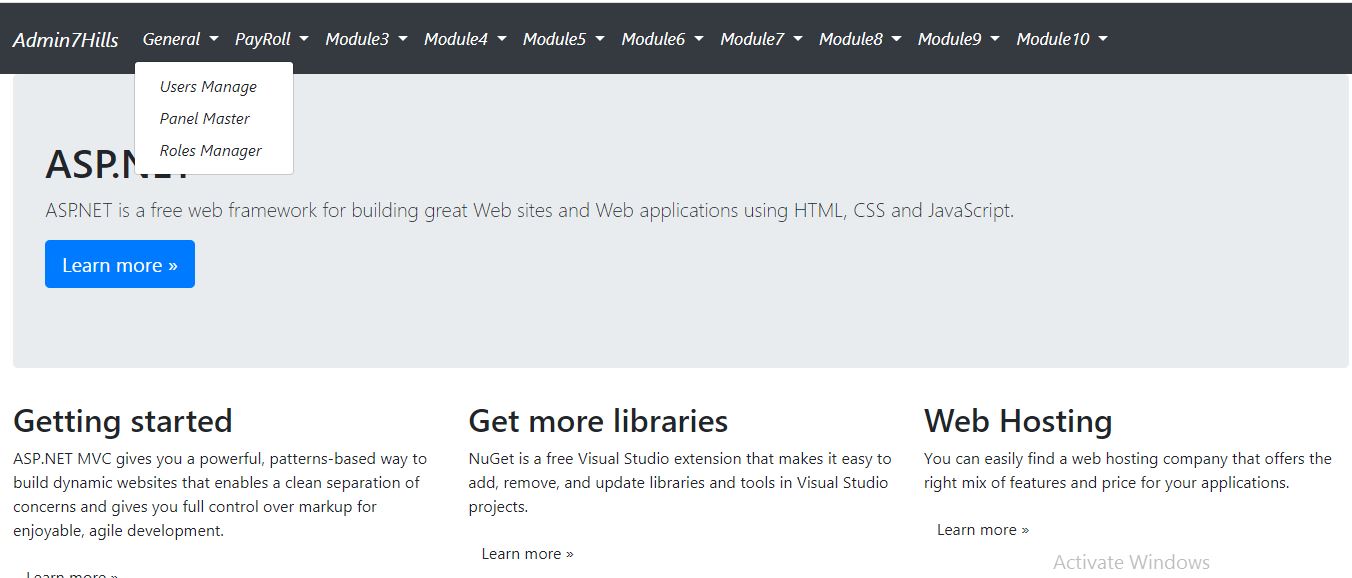 Admin7Hills General PayRoll Module3 Module4 Module5 Module6 Module7 Module8 Module9 Module10
Users Manage
Panel Master
Roles Manager
ASP.NET
ASP.NET is a free web framework for building great Web sites and Web applications using HTML, CSS and JavaScript.
Learn more »
Getting started
ASP.NET MVC gives you a powerful, patterns-based way to
build dynamic websites that enables a clean separation of
concerns and gives you full control over markup for
enjoyable, agile development.
Learn more »
Get more libraries
NuGet is a free Visual Studio extension that makes it easy to
add, remove, and update libraries and tools in Visual Studio
projects.
Learn more »
Web Hosting
You can easily find a web hosting company that offers the
right mix of features and price for your applications.
Learn more »
Activate Windows